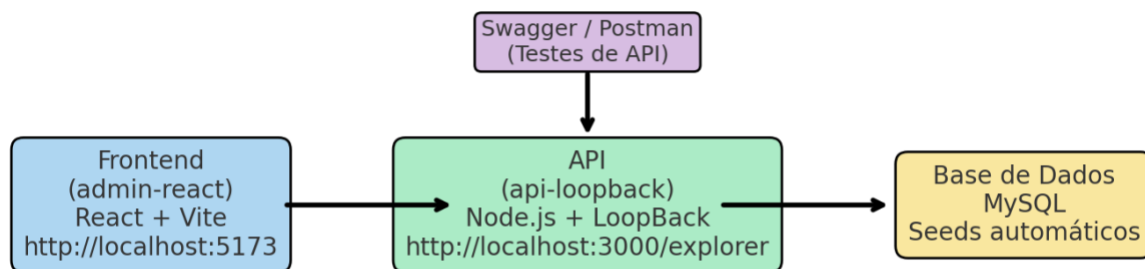 Swagger / Postman
(Testes de API)
Frontend
(admin-react)
React + Vite
http://localhost:5173
API
(api-loopback)
Node.js + LoopBack
http://localhost:3000/explorer
Base de Dados
MySQL
Seeds automáticos